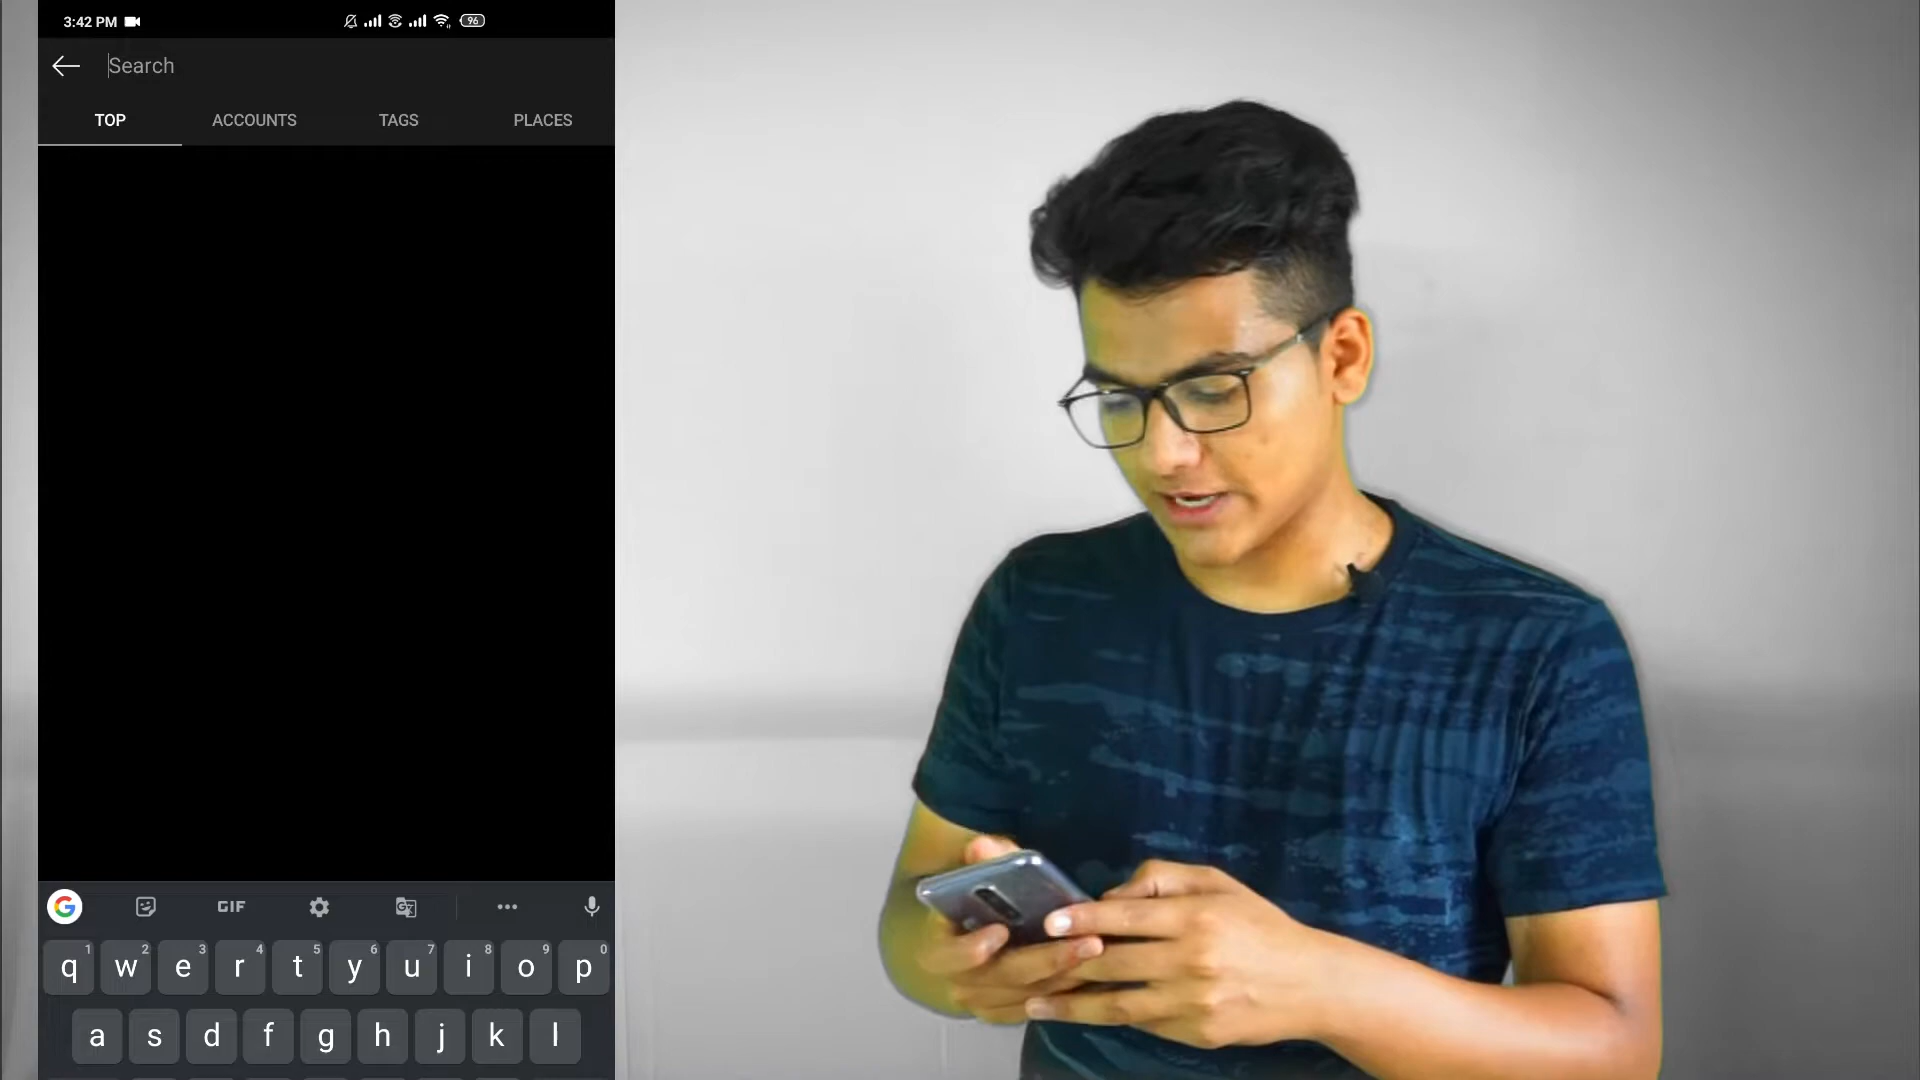 3:42 PM 96
Search
TOP ACCOUNTS TAGS PLACES
G GIF G
1 2 3 4 5 6 7 8 9 0
q w e r t y u i o p
a s d f g h j k l